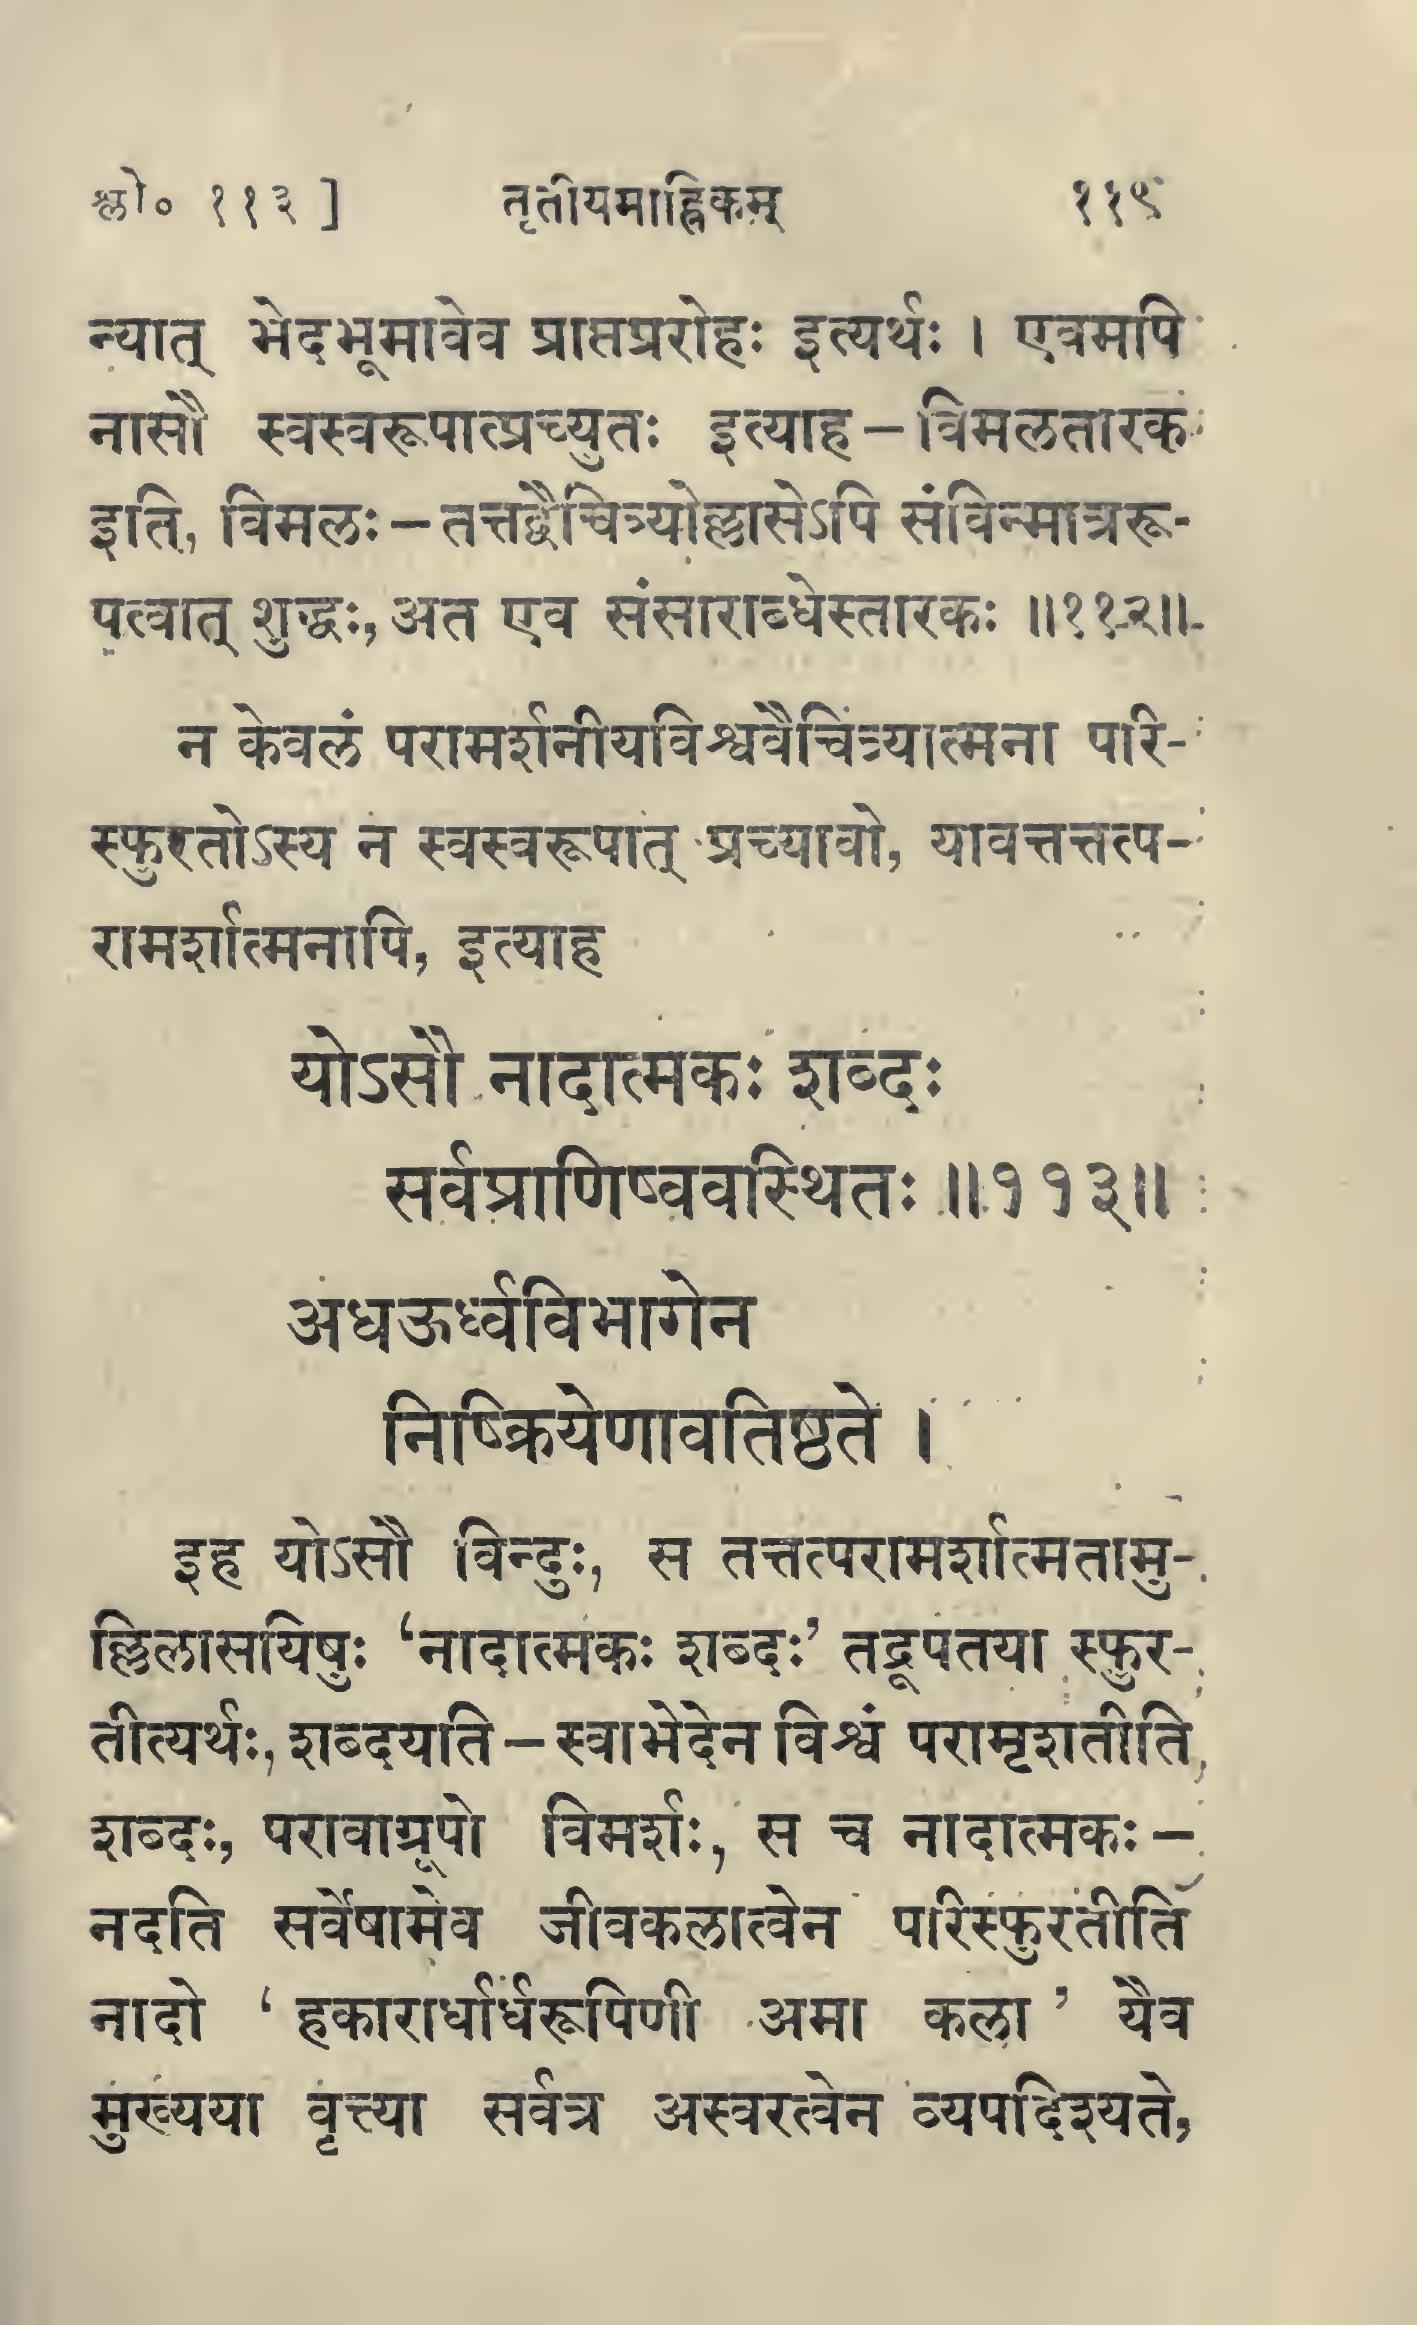 श्लो० ११३ ] तृतीयमाह्निकम् ११९
न्यात् भेदभूमावेव प्राप्तप्ररोहः इत्यर्थः । एवमपि
नासौ स्वस्वरूपात्प्रच्युतः इत्याह – विमलतारक
इति, विमलः – तत्तद्वैचित्र्योल्लासेऽपि संविन्मात्ररू-
पत्वात् शुद्धः, अत एव संसाराब्धेस्तारकः ॥११२॥
न केवलं परामर्शनीयविश्ववैचित्र्यात्मना परि-
स्फुरतोऽस्य न स्वस्वरूपात् प्रच्यावो, यावत्तत्तत्प-
रामर्शात्मनापि, इत्याह
योऽसौ नादात्मकः शब्दः
सर्वप्राणिष्ववस्थितः ॥११३॥
अधऊर्ध्वविभागेन
निष्क्रियेणावतिष्ठते ।
इह योऽसौ विन्दुः, स तत्तत्परामर्शात्मतामु-
ल्लिलासयिषुः ‘नादात्मकः शब्दः’ तद्रूपतया स्फुर-
तीत्यर्थः, शब्दयति – स्वाभेदेन विश्वं परामृशतीति
शब्दः, परावाग्रूपो विमर्शः, स च नादात्मकः –
नदति सर्वेषामेव जीवकलात्वेन परिस्फुरतीति
नादो ‘हकारार्धार्धरूपिणी अमा कला’ यैव
मुख्यया वृत्त्या सर्वत्र अस्वरत्वेन व्यपदिश्यते,